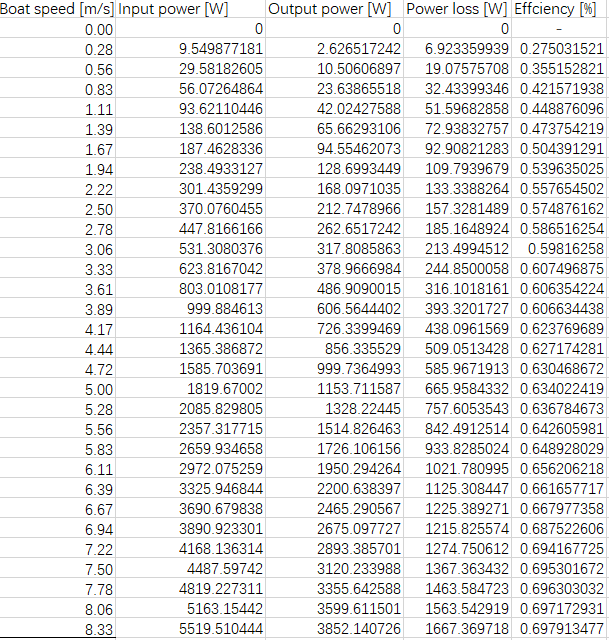 Boat speed [m/s] Input power [W] Output power [W] Power loss [W] Effciency [%]
0.00 0 0 0 -
0.28 9.549877181 2.626517242 6.923359939 0.275031521
0.56 29.58182605 10.50606897 19.07575708 0.355152821
0.83 56.07264864 23.63865518 32.43399346 0.421571938
1.11 93.62110446 42.02427588 51.59682858 0.448876096
1.39 138.6012586 65.66293106 72.93832757 0.473754219
1.67 187.4628336 94.55462073 92.90821283 0.504391291
1.94 238.4933127 128.6993449 109.7939679 0.539635025
2.22 301.4359299 168.0971035 133.3388264 0.557654502
2.50 370.0760455 212.7478966 157.3281489 0.574876162
2.78 447.8166166 262.6517242 185.1648924 0.586516254
3.06 531.3080376 317.8085863 213.4994512 0.59816258
3.33 623.8167042 378.9666984 244.8500058 0.607496875
3.61 803.0108177 486.9090015 316.1018161 0.606354224
3.89 999.884613 606.5644402 393.3201727 0.606634438
4.17 1164.436104 726.3399469 438.0961569 0.623769689
4.44 1365.386872 856.335529 509.0513428 0.627174281
4.72 1585.703691 999.7364993 585.9671913 0.630468672
5.00 1819.67002 1153.711587 665.9584332 0.634022419
5.28 2085.829805 1328.22445 757.6053543 0.636784673
5.56 2357.317715 1514.826463 842.4912514 0.642605981
5.83 2659.934658 1726.106156 933.8285024 0.648928029
6.11 2972.075259 1950.294264 1021.780995 0.656206218
6.39 3325.946844 2200.638397 1125.308447 0.661657717
6.67 3690.679838 2465.290567 1225.389271 0.667977358
6.94 3890.923301 2675.097727 1215.825574 0.687522606
7.22 4168.136314 2893.385701 1274.750612 0.694167725
7.50 4487.59742 3120.233988 1367.363432 0.695301672
7.78 4819.227311 3355.642588 1463.584723 0.696303032
8.06 5163.15442 3599.611501 1563.542919 0.697172931
8.33 5519.510444 3852.140726 1667.369718 0.697913477